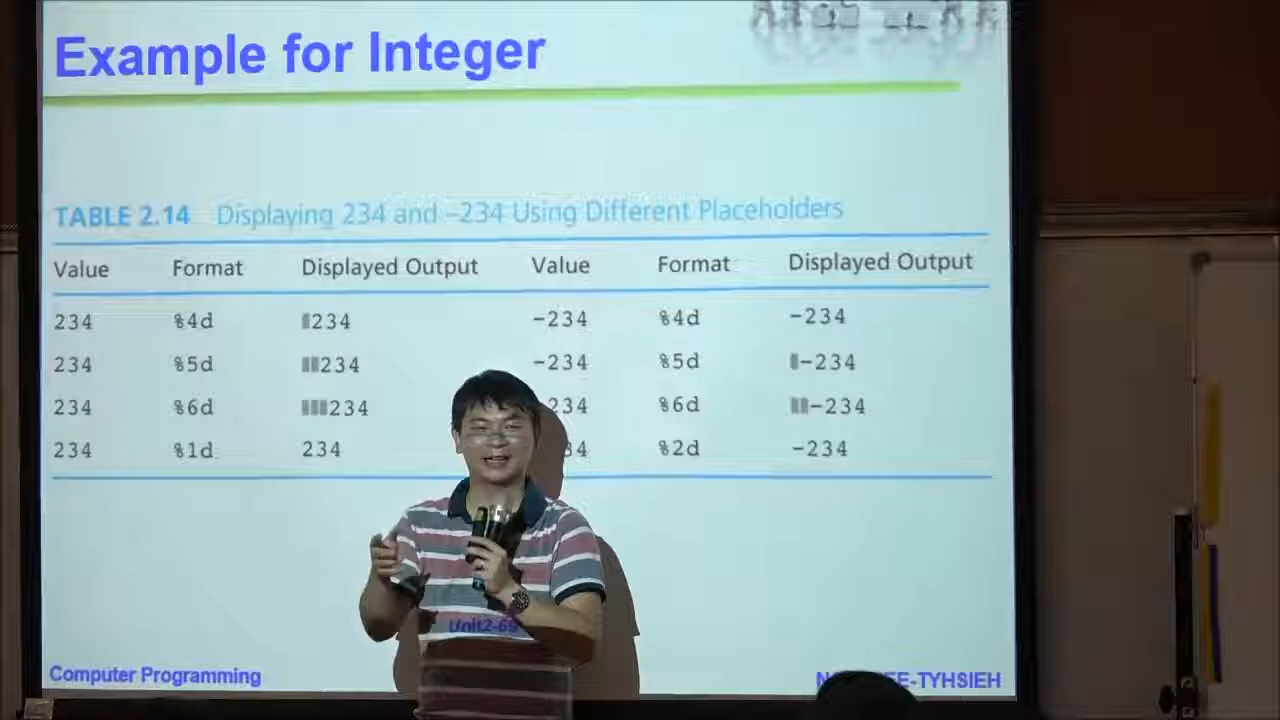 Example for Integer
TABLE 2.14 Displaying 234 and –234 Using Different Placeholders
Value Format Displayed Output Value Format Displayed Output
234 %4d ▮234 -234 %4d -234
234 %5d ▮▮234 -234 %5d ▮-234
234 %6d ▮▮▮234 234 %6d ▮▮-234
234 %1d 234 34 %2d -234
Unit2-69
Computer Programming EE-TYHSIEH